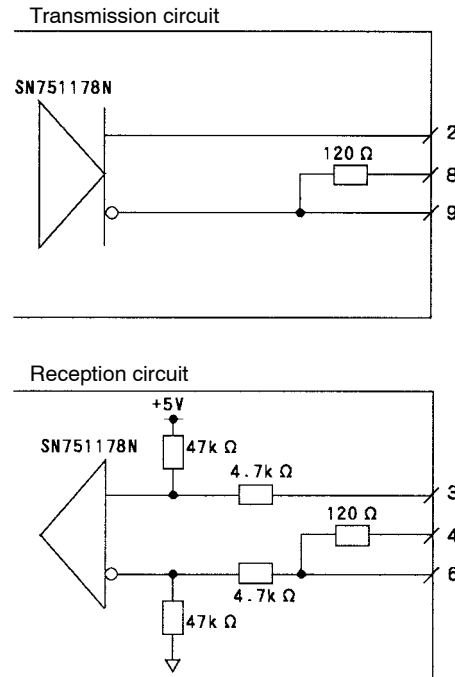 Transmission circuit
SN751178N
2
120 Ω
8
9
Reception circuit
+5V
SN751178N
47k Ω
4.7k Ω
3
120 Ω
4
6
4.7k Ω
47k Ω